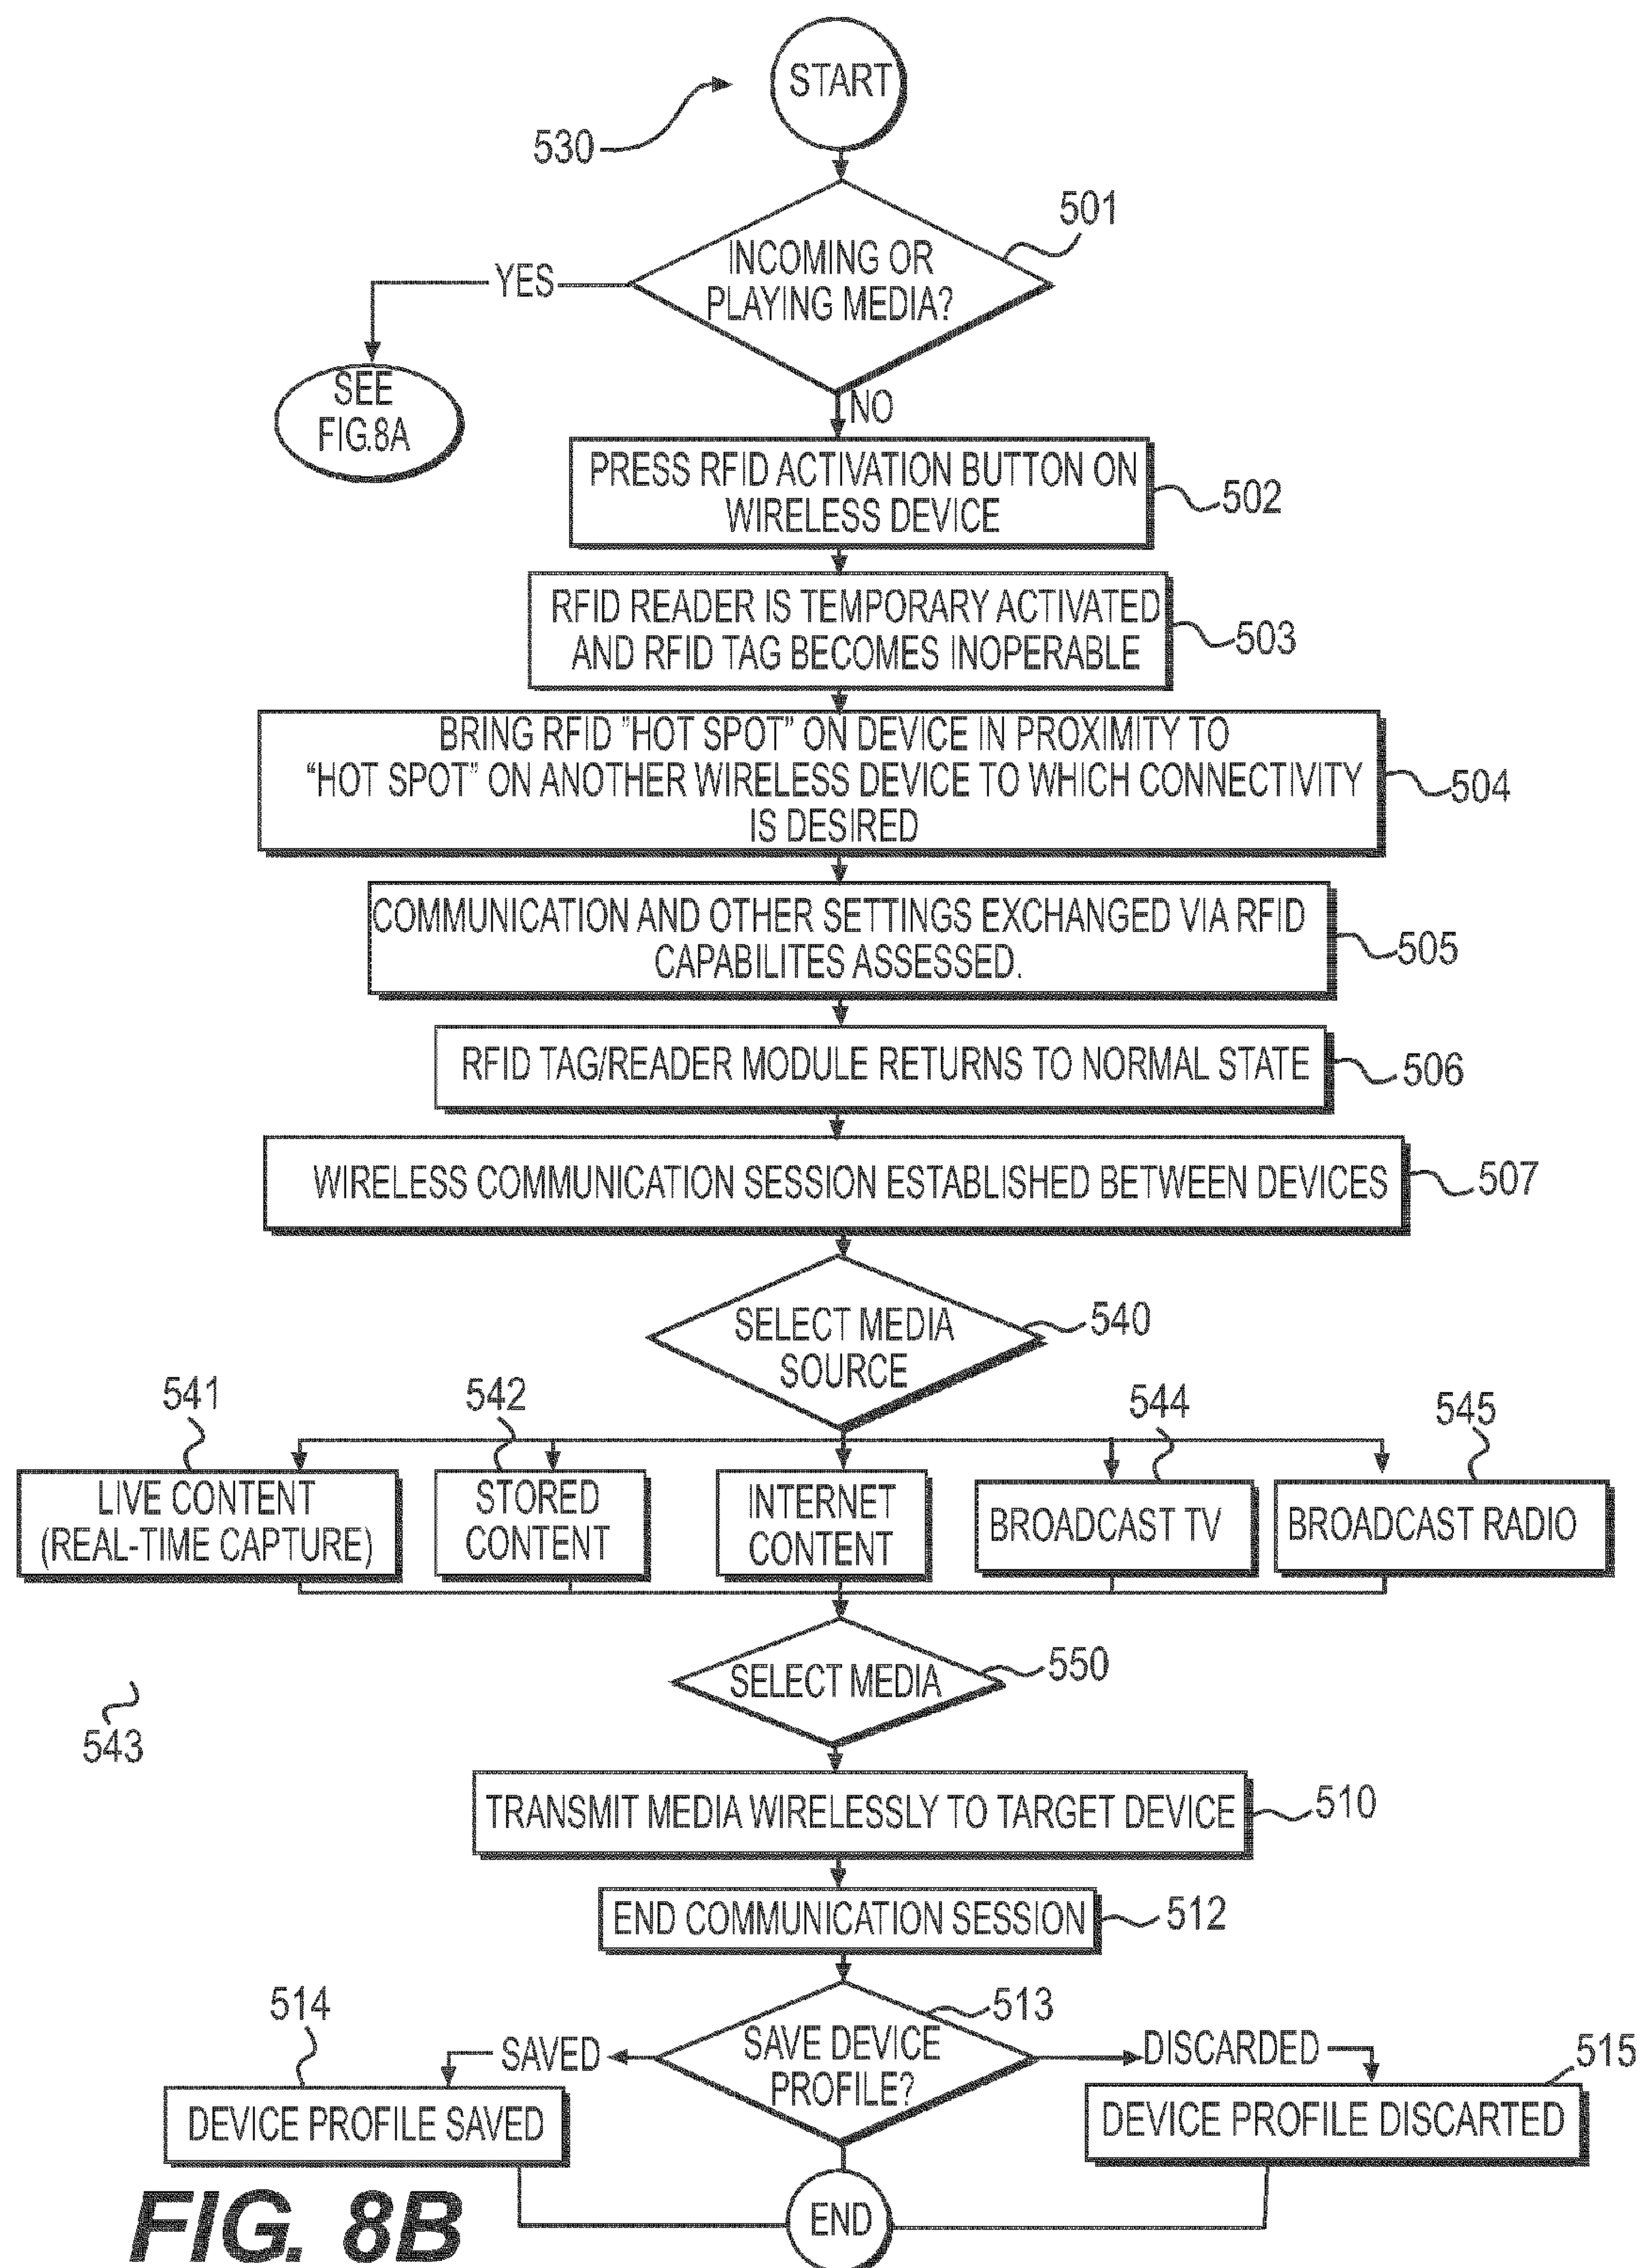 START
530
501
INCOMING OR
PLAYING MEDIA?
YES
SEE
FIG.8A
NO
PRESS RFID ACTIVATION BUTTON ON
WIRELESS DEVICE
502
RFID READER IS TEMPORARY ACTIVATED
AND RFID TAG BECOMES INOPERABLE
503
BRING RFID "HOT SPOT" ON DEVICE IN PROXIMITY TO
"HOT SPOT" ON ANOTHER WIRELESS DEVICE TO WHICH CONNECTIVITY
IS DESIRED
504
COMMUNICATION AND OTHER SETTINGS EXCHANGED VIA RFID
CAPABILITES ASSESSED.
505
RFID TAG/READER MODULE RETURNS TO NORMAL STATE
506
WIRELESS COMMUNICATION SESSION ESTABLISHED BETWEEN DEVICES
507
SELECT MEDIA
SOURCE
540
541
542
544
545
LIVE CONTENT
(REAL-TIME CAPTURE)
STORED
CONTENT
INTERNET
CONTENT
BROADCAST TV
BROADCAST RADIO
SELECT MEDIA
550
543
TRANSMIT MEDIA WIRELESSLY TO TARGET DEVICE
510
END COMMUNICATION SESSION
512
514
513
SAVE DEVICE
PROFILE?
SAVED
DISCARDED
515
DEVICE PROFILE SAVED
DEVICE PROFILE DISCARTED
END
FIG. 8B